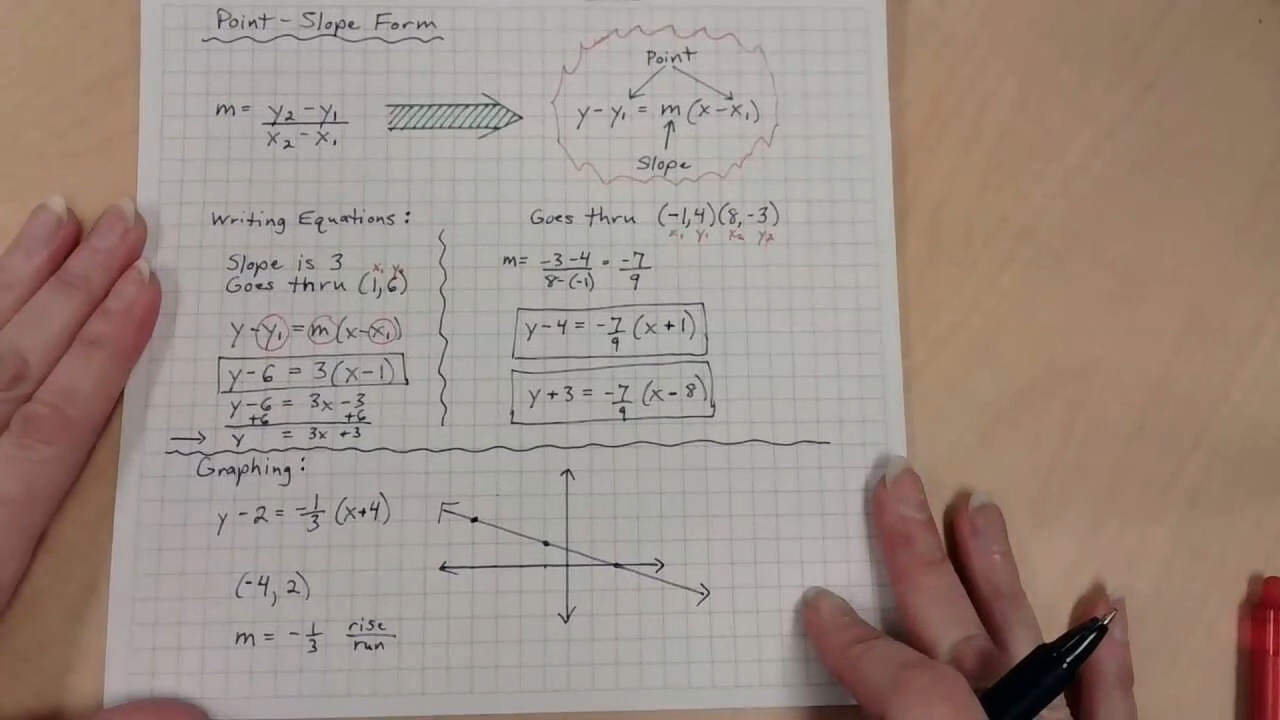 Point-Slope Form
m = y₂ - y₁ / x₂ - x₁
Point
y - y₁ = m (x - x₁)
Slope
Writing Equations:
Slope is 3
x₁ y₁
Goes thru (1,6)
y - y₁ = m (x - x₁)
y - 6 = 3(x - 1)
y - 6 = 3x - 3
+6 +6
y = 3x + 3
Goes thru (-1,4)(8,-3)
x₁ y₁ x₂ y₂
m = -3-4 / 8-(-1) = -7/9
y - 4 = -7/9 (x + 1)
y + 3 = -7/9 (x - 8)
Graphing:
y - 2 = -1/3 (x+4)
(-4, 2)
m = -1/3 rise/run